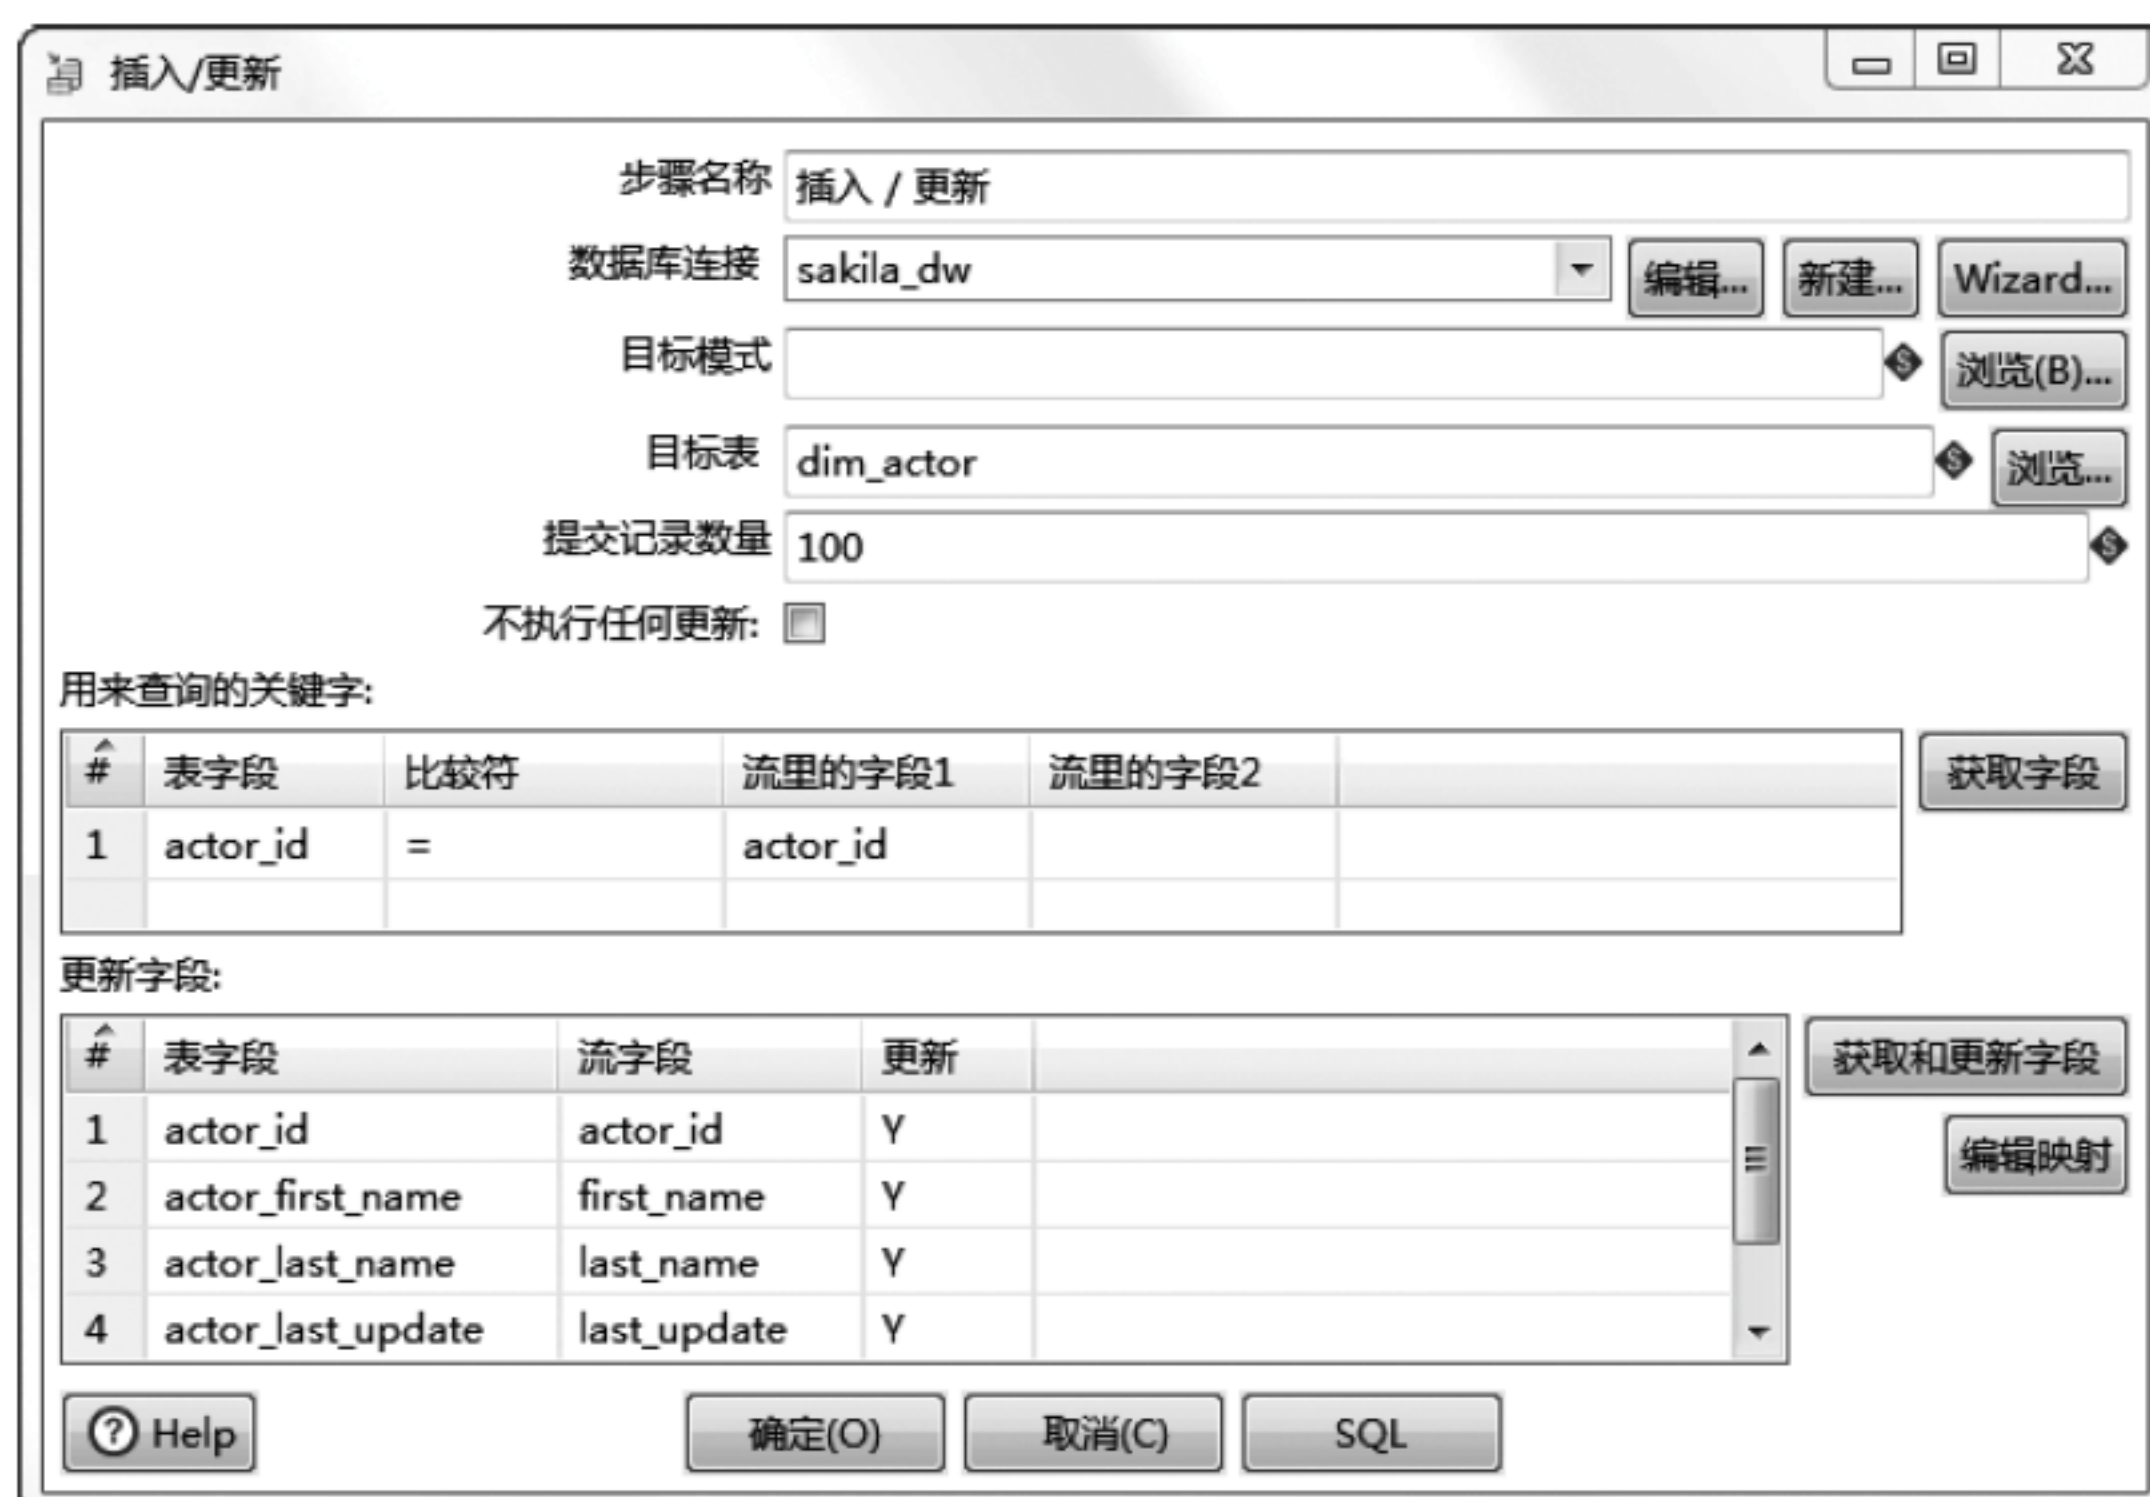 插入/更新
步骤名称 插入 / 更新
数据库连接 sakila_dw 编辑... 新建... Wizard...
目标模式 浏览(B)...
目标表 dim_actor 浏览...
提交记录数量 100
不执行任何更新:
用来查询的关键字:
# 表字段 比较符 流里的字段1 流里的字段2 获取字段
1 actor_id = actor_id
更新字段:
# 表字段 流字段 更新 获取和更新字段
1 actor_id actor_id Y
编辑映射
2 actor_first_name first_name Y
3 actor_last_name last_name Y
4 actor_last_update last_update Y
Help 确定(O) 取消(C) SQL